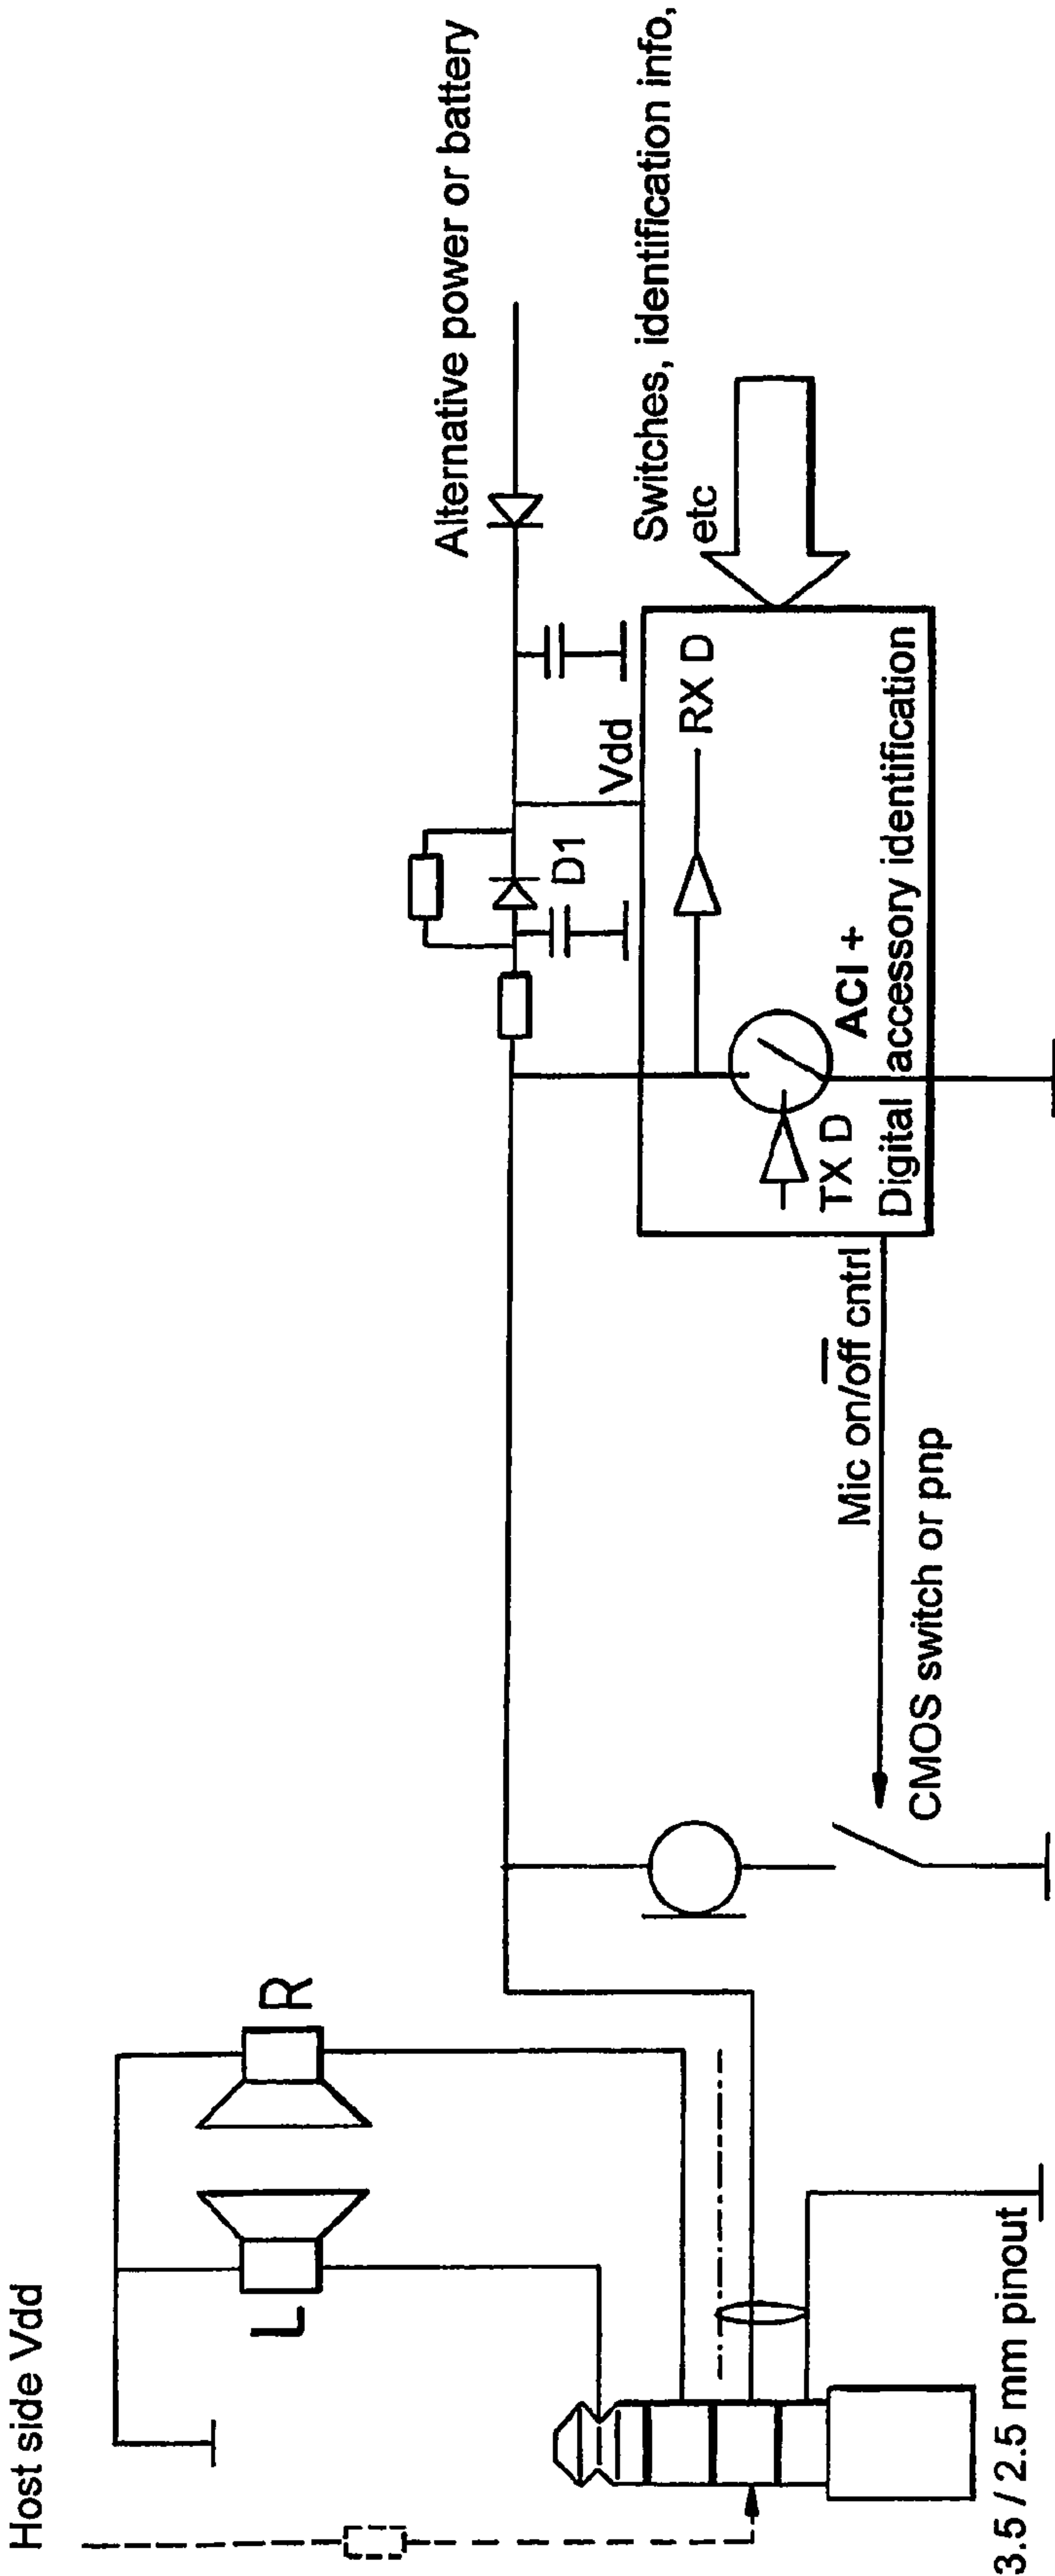 Host side Vdd
L
R
3.5 / 2.5 mm pinout
Alternative power or battery
D1
Vdd
Switches, identification info,
etc
RX D
TX D
ACI +
Digital accessory identification
Mic on/off cntrl
CMOS switch or pnp